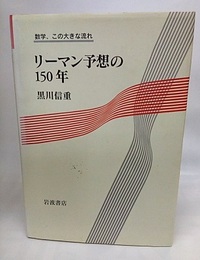 数学, この大きな流れ
リーマン予想の
150年
黒川信重
岩波書店